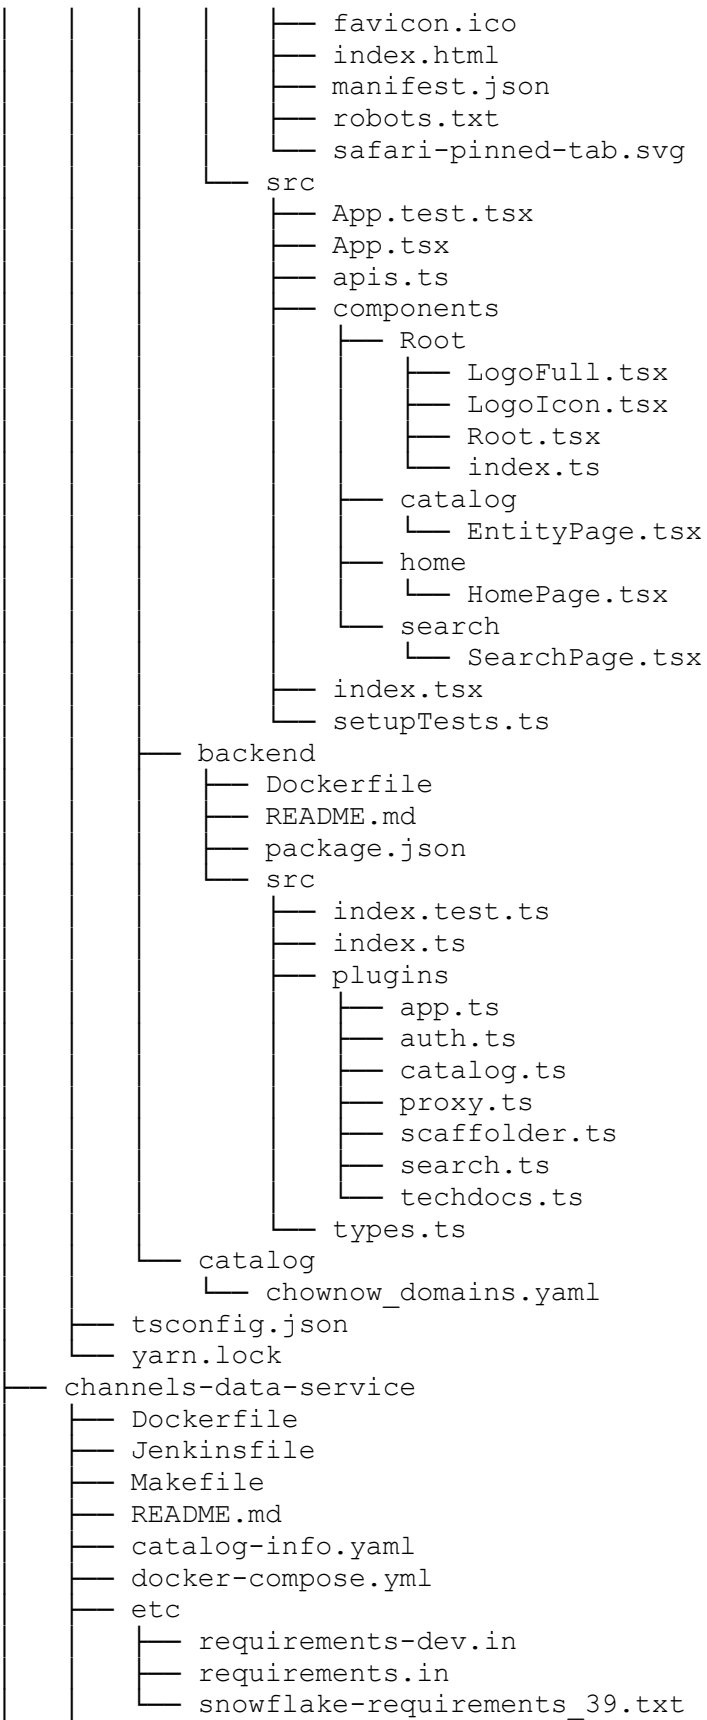 │   │   │   │   ├── favicon.ico
│   │   │   │   ├── index.html
│   │   │   │   ├── manifest.json
│   │   │   │   ├── robots.txt
│   │   │   │   └── safari-pinned-tab.svg
│   │   │   └── src
│   │   │       ├── App.test.tsx
│   │   │       ├── App.tsx
│   │   │       ├── apis.ts
│   │   │       ├── components
│   │   │       │   ├── Root
│   │   │       │   │   ├── LogoFull.tsx
│   │   │       │   │   ├── LogoIcon.tsx
│   │   │       │   │   ├── Root.tsx
│   │   │       │   │   └── index.ts
│   │   │       │   ├── catalog
│   │   │       │   │   └── EntityPage.tsx
│   │   │       │   ├── home
│   │   │       │   │   └── HomePage.tsx
│   │   │       │   └── search
│   │   │       │       └── SearchPage.tsx
│   │   │       ├── index.tsx
│   │   │       └── setupTests.ts
│   │   ├── backend
│   │   │   ├── Dockerfile
│   │   │   ├── README.md
│   │   │   ├── package.json
│   │   │   └── src
│   │   │       ├── index.test.ts
│   │   │       ├── index.ts
│   │   │       ├── plugins
│   │   │       │   ├── app.ts
│   │   │       │   ├── auth.ts
│   │   │       │   ├── catalog.ts
│   │   │       │   ├── proxy.ts
│   │   │       │   ├── scaffolder.ts
│   │   │       │   ├── search.ts
│   │   │       │   └── techdocs.ts
│   │   │       └── types.ts
│   │   └── catalog
│   │       └── chownow_domains.yaml
│   ├── tsconfig.json
│   └── yarn.lock
├── channels-data-service
│   ├── Dockerfile
│   ├── Jenkinsfile
│   ├── Makefile
│   ├── README.md
│   ├── catalog-info.yaml
│   ├── docker-compose.yml
│   ├── etc
│   │   ├── requirements-dev.in
│   │   ├── requirements.in
│   │   └── snowflake-requirements_39.txt